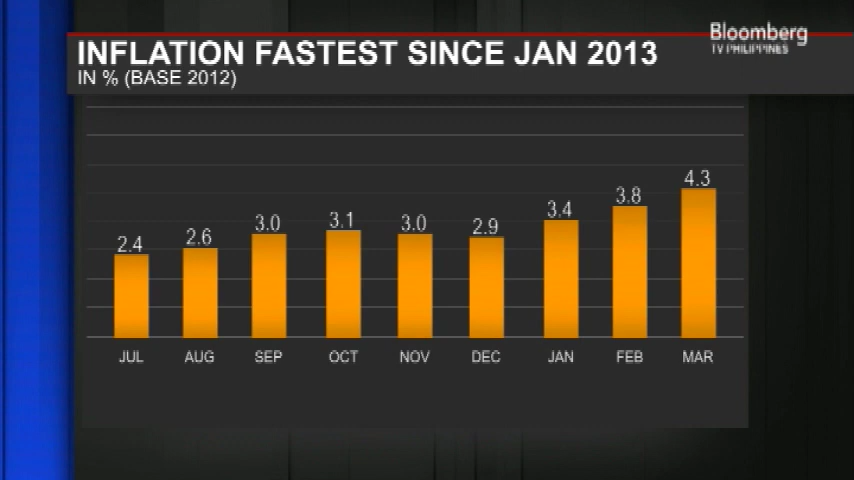 Bloomberg
TV PHILIPPINES
INFLATION FASTEST SINCE JAN 2013
IN % (BASE 2012)
2.4 2.6 3.0 3.1 3.0 2.9 3.4 3.8 4.3
JUL AUG SEP OCT NOV DEC JAN FEB MAR